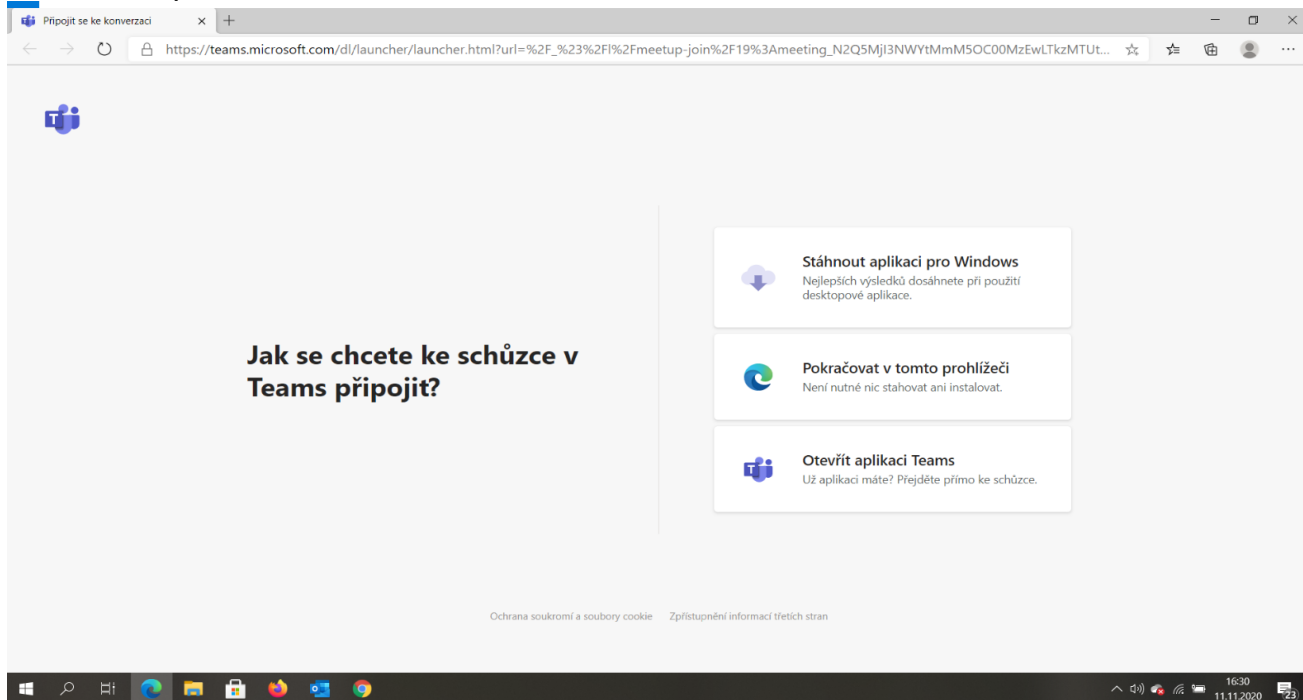 Připojit se ke konverzaci
https://teams.microsoft.com/dl/launcher/launcher.html?url=%2F_%23%2Fl%2Fmeetup-join%2F19%3Ameeting_N2Q5MjI3NWYtMmM5OC00MzEwLTkzMTUt...
Stáhnout aplikaci pro Windows
Nejlepších výsledků dosáhnete při použití
desktopové aplikace.
Jak se chcete ke schůzce v
Teams připojit?
Pokračovat v tomto prohlížeči
Není nutné nic stahovat ani instalovat.
Otevřít aplikaci Teams
Už aplikaci máte? Přejděte přímo ke schůzce.
Ochrana soukromí a soubory cookie Zpřístupnění informací třetích stran
16:30
11.11.2020
23